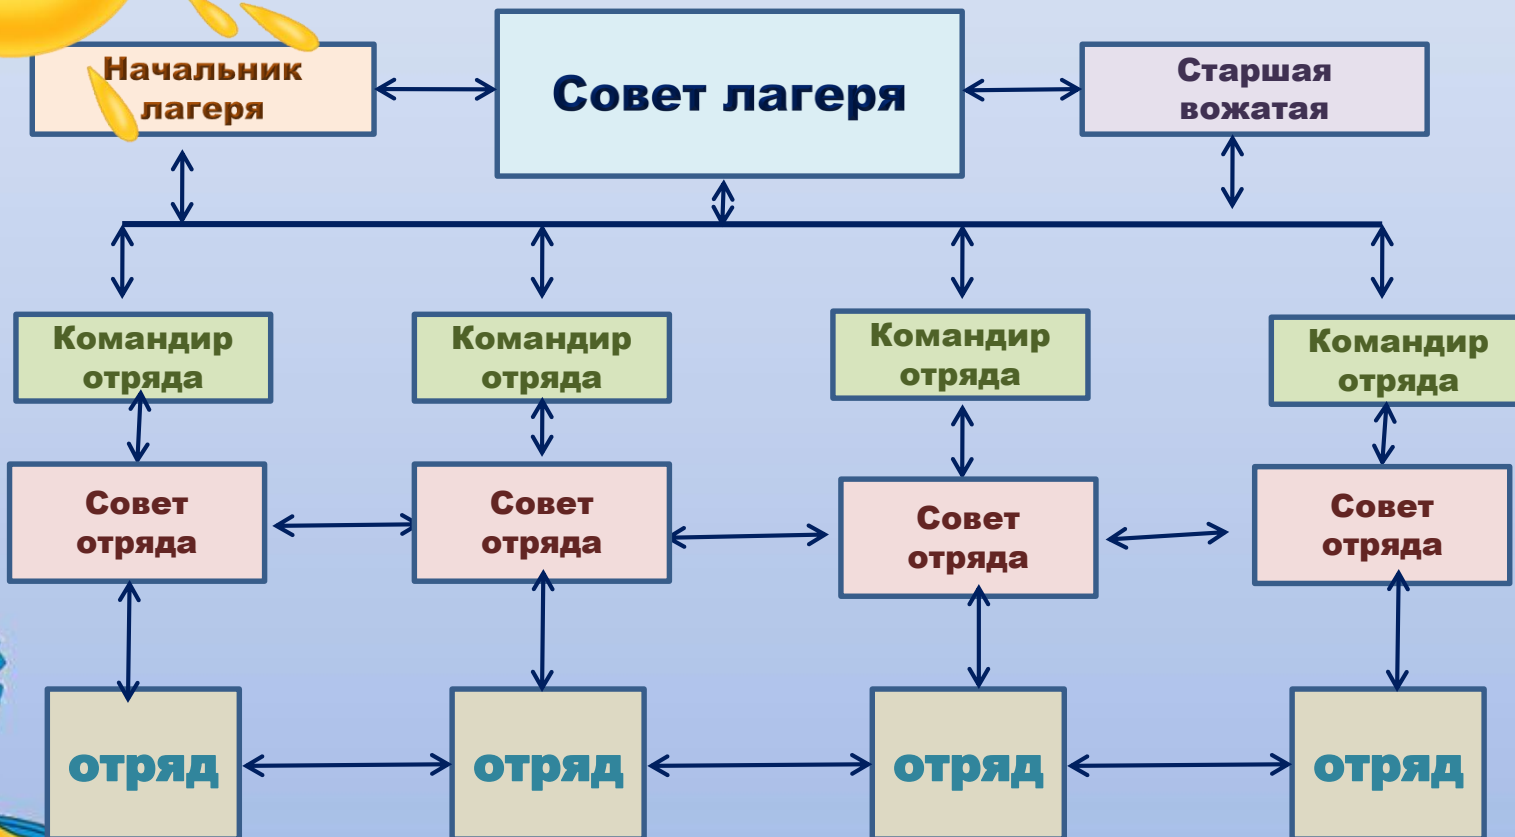 Начальник
лагеря
Совет лагеря
Старшая
вожатая
Командир
отряда
Командир
отряда
Командир
отряда
Командир
отряда
Совет
отряда
Совет
отряда
Совет
отряда
Совет
отряда
отряд
отряд
отряд
отряд